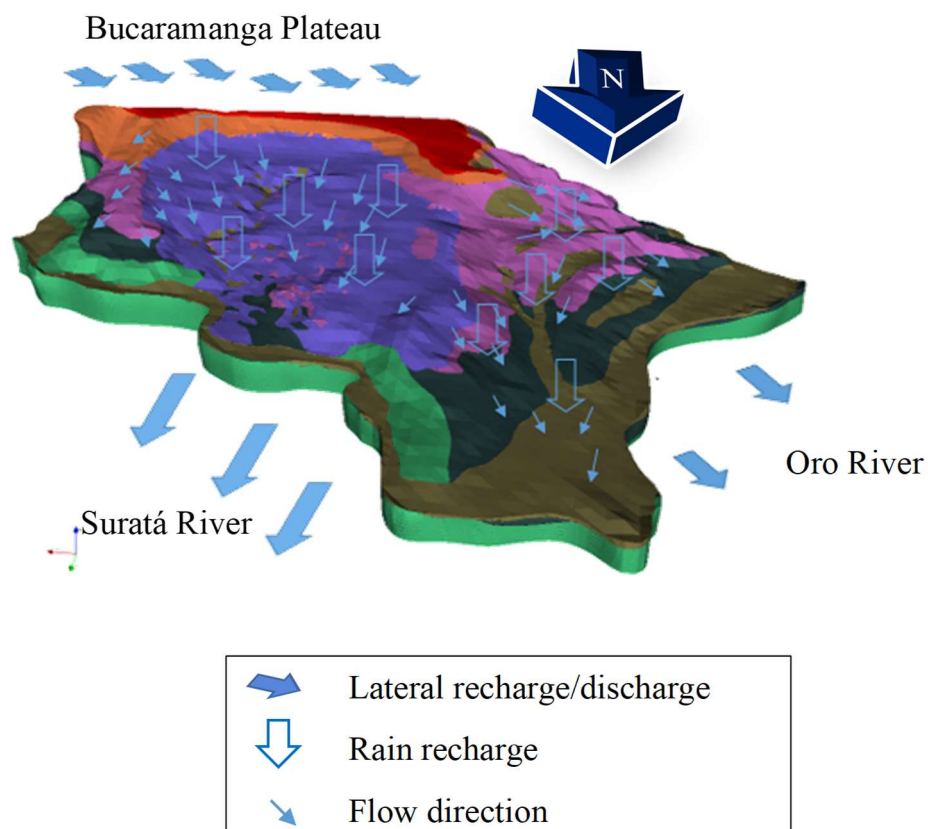 Bucaramanga Plateau
N
Oro River
Suratá River
Lateral recharge/discharge
Rain recharge
Flow direction